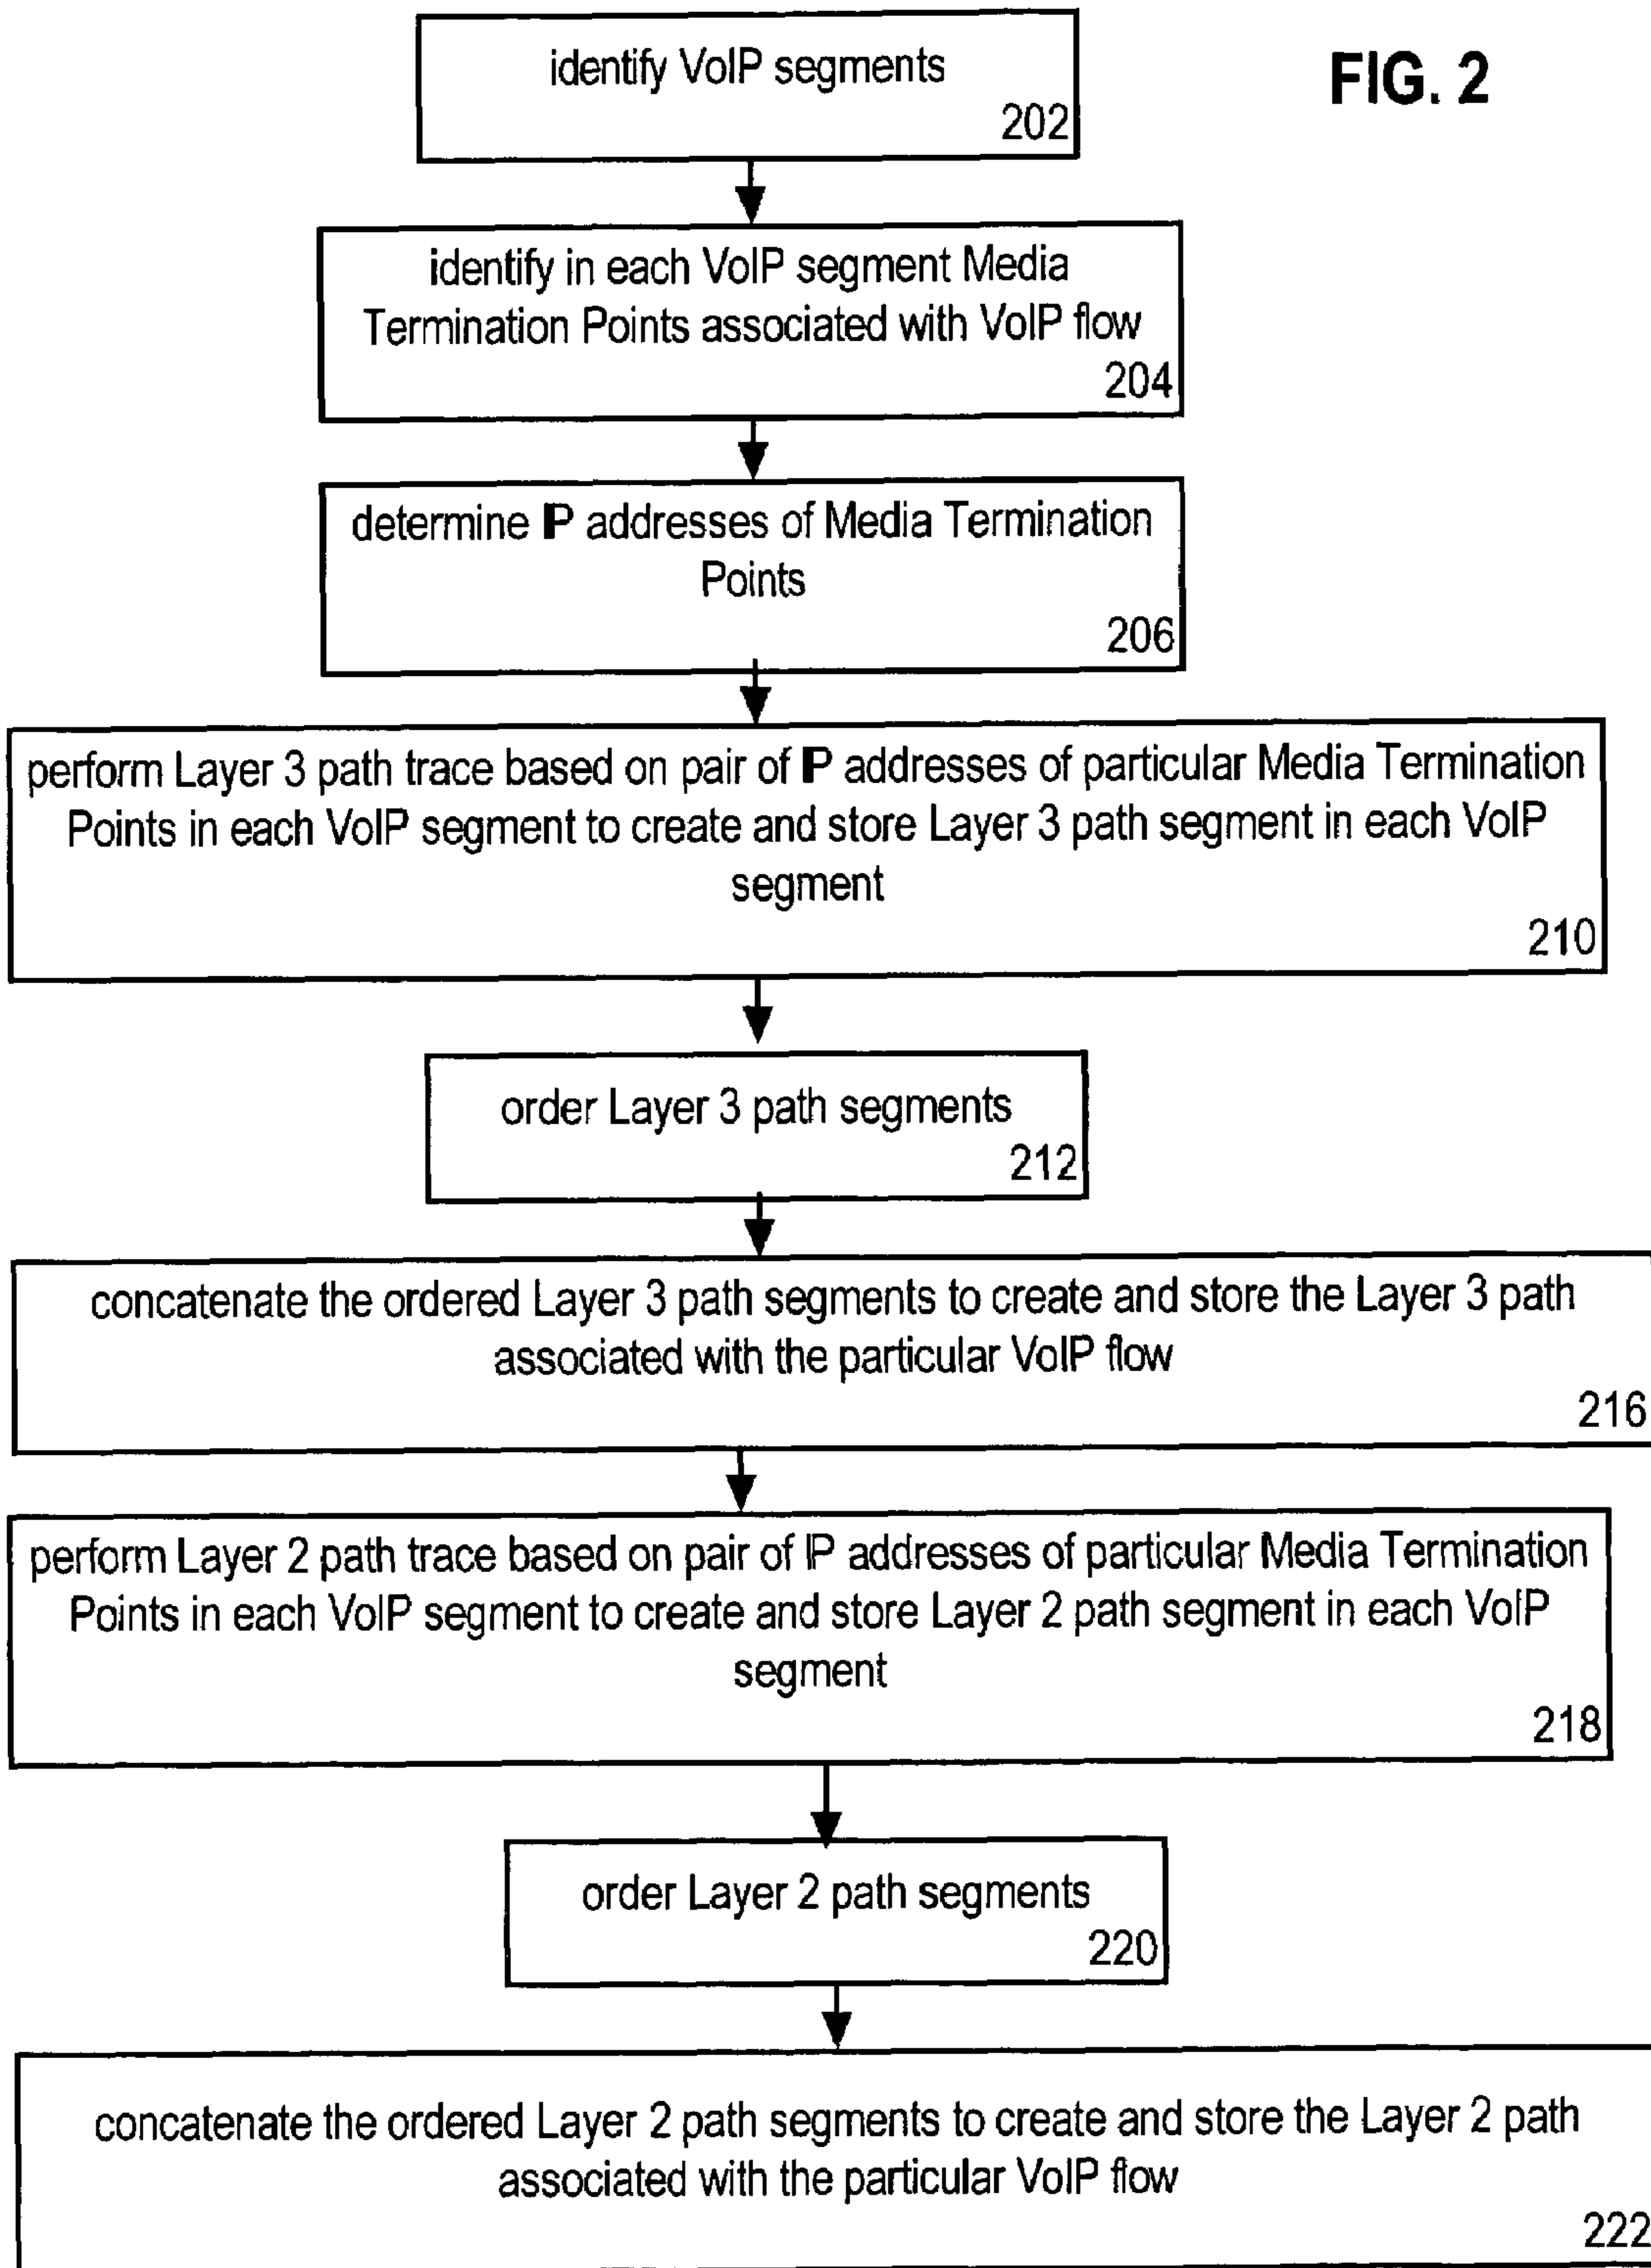 identify VoIP segments
202
FIG. 2
identify in each VoIP segment Media
Termination Points associated with VoIP flow
204
determine IP addresses of Media Termination
Points
206
perform Layer 3 path trace based on pair of IP addresses of particular Media Termination
Points in each VoIP segment to create and store Layer 3 path segment in each VoIP
segment
210
order Layer 3 path segments
212
concatenate the ordered Layer 3 path segments to create and store the Layer 3 path
associated with the particular VoIP flow
216
perform Layer 2 path trace based on pair of IP addresses of particular Media Termination
Points in each VoIP segment to create and store Layer 2 path segment in each VoIP
segment
218
order Layer 2 path segments
220
concatenate the ordered Layer 2 path segments to create and store the Layer 2 path
associated with the particular VoIP flow
222